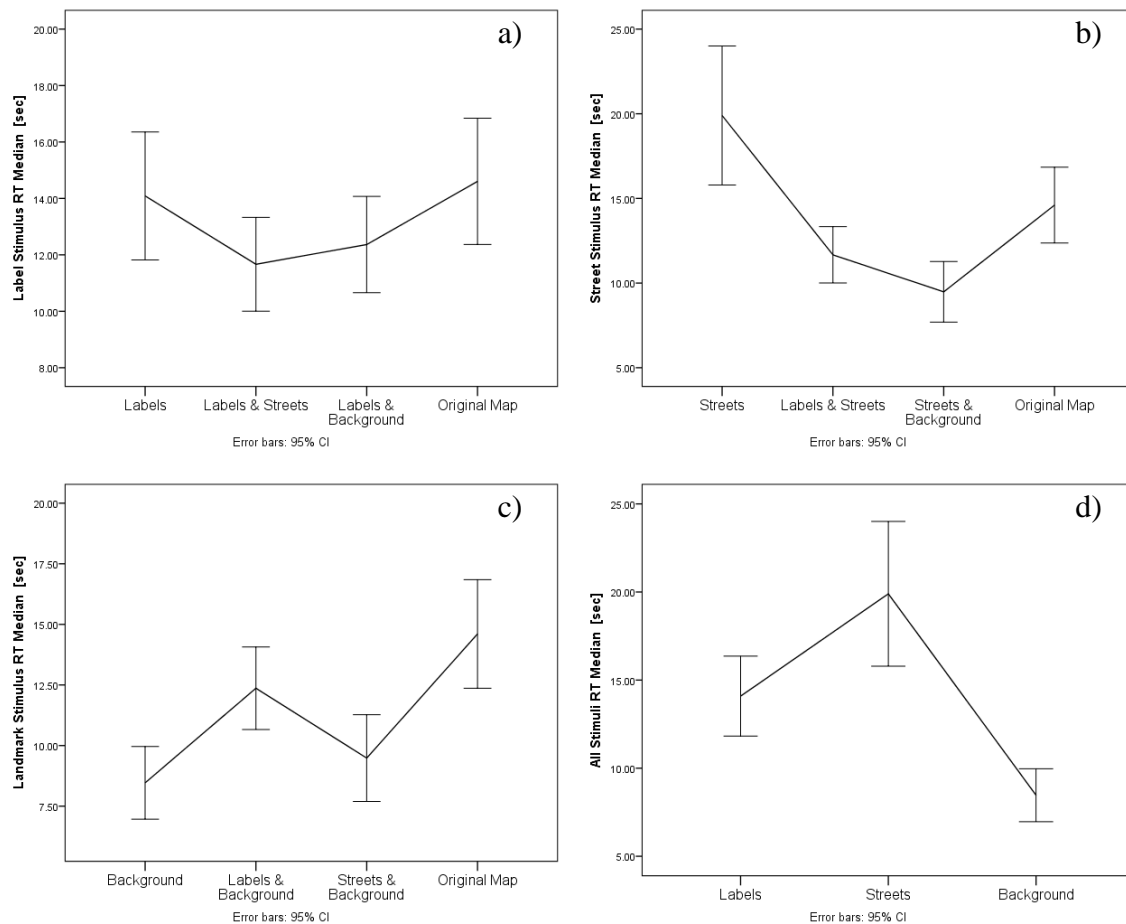 a)
20.00
18.00
16.00
14.00
12.00
10.00
8.00
Label Stimulus RT Median [sec]
Labels
Labels & Streets
Labels &
Background
Original Map
Error bars: 95% CI
b)
25.00
20.00
15.00
10.00
5.00
Street Stimulus RT Median [sec]
Streets
Labels & Streets
Streets &
Background
Original Map
Error bars: 95% CI
c)
20.00
17.50
15.00
12.50
10.00
7.50
Landmark Stimulus RT Median [sec]
Background
Labels &
Background
Streets &
Background
Original Map
Error bars: 95% CI
d)
25.00
20.00
15.00
10.00
5.00
All Stimuli RT Median [sec]
Labels
Streets
Background
Error bars: 95% CI